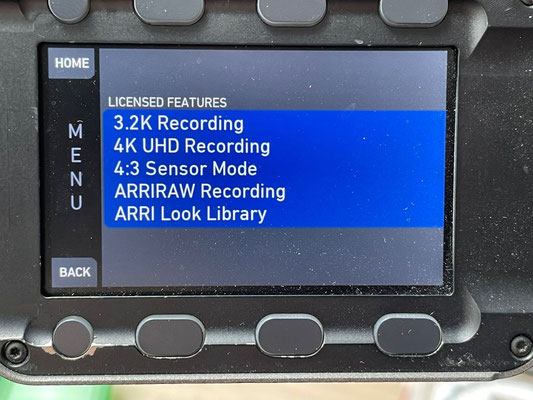 HOME
MENU
LICENSED FEATURES
3.2K Recording
4K UHD Recording
4:3 Sensor Mode
ARRIRAW Recording
ARRI Look Library
BACK